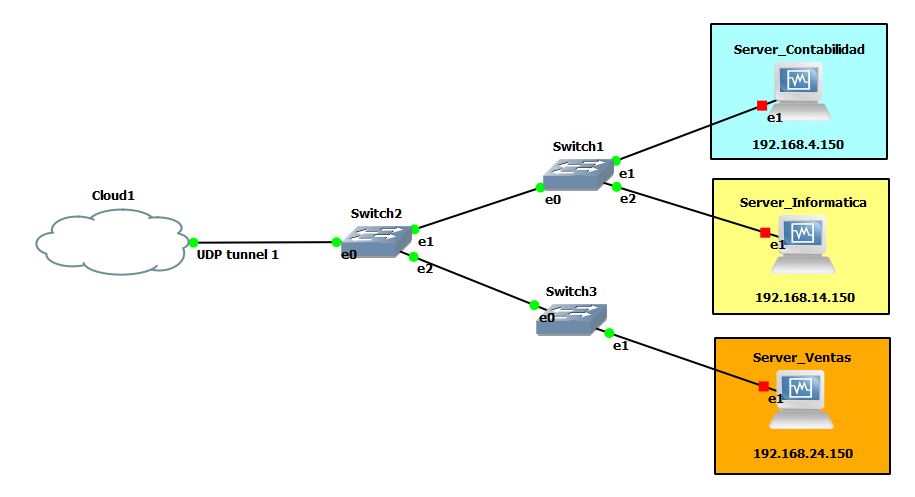 Server_Contabilidad
e1
192.168.4.150
Switch1
e1
e0
e2
Server_Informatica
e1
192.168.14.150
Cloud1
UDP tunnel 1
Switch2
e0
e1
e2
Switch3
e0
e1
Server_Ventas
e1
192.168.24.150